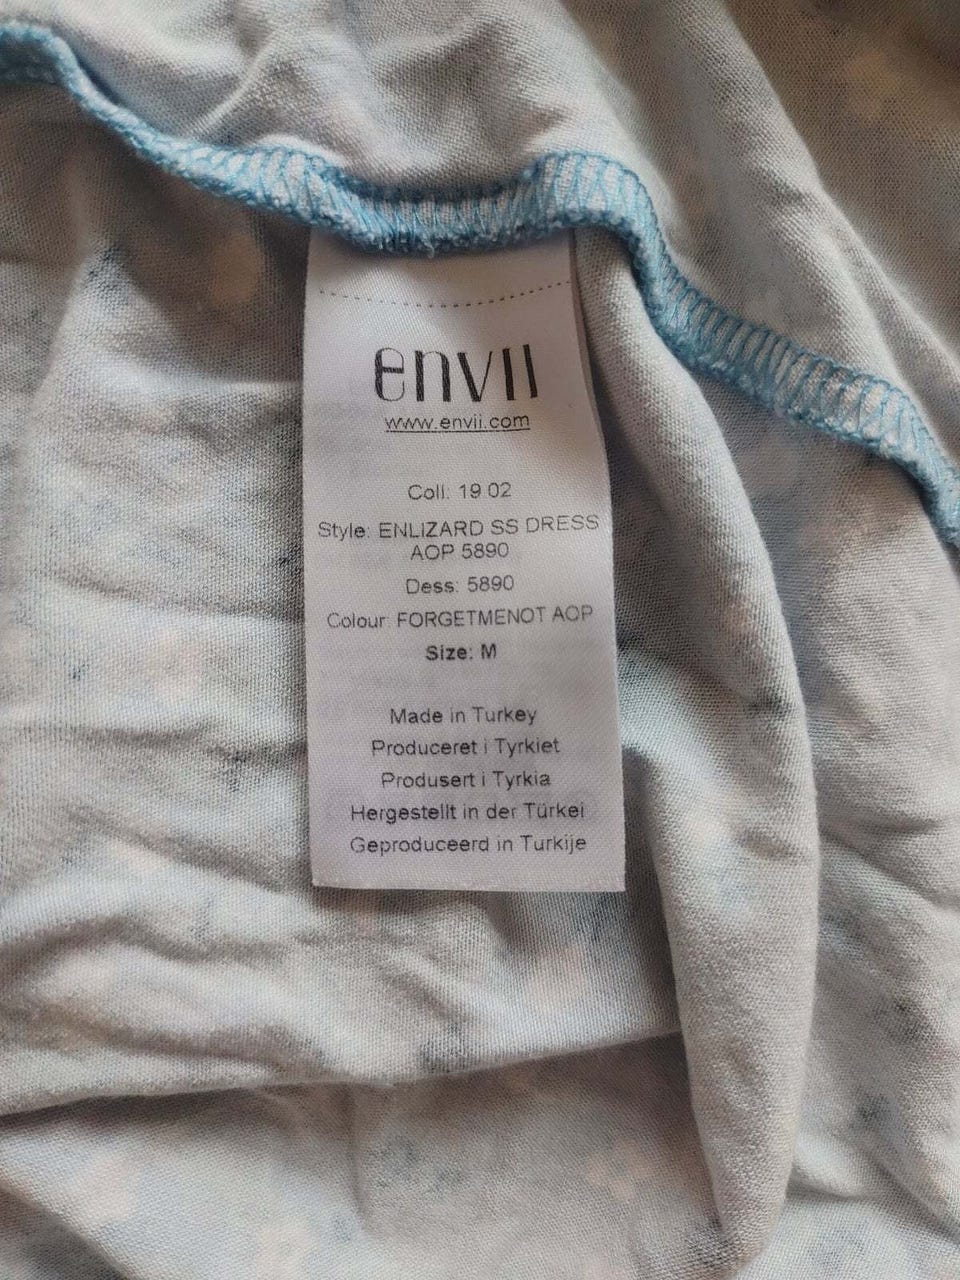 envii
www.envii.com
Coll: 19 02
Style: ENLIZARD SS DRESS
AOP 5890
Dess: 5890
Colour: FORGETMENOT AOP
Size: M
Made in Turkey
Produceret i Tyrkiet
Produsert i Tyrkia
Hergestellt in der Türkei
Geproduceerd in Turkije